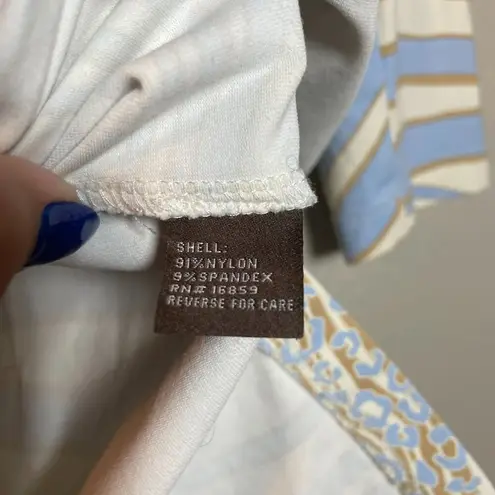 SHELL:
91% NYLON
9% SPANDEX
RN# 16859
REVERSE FOR CARE